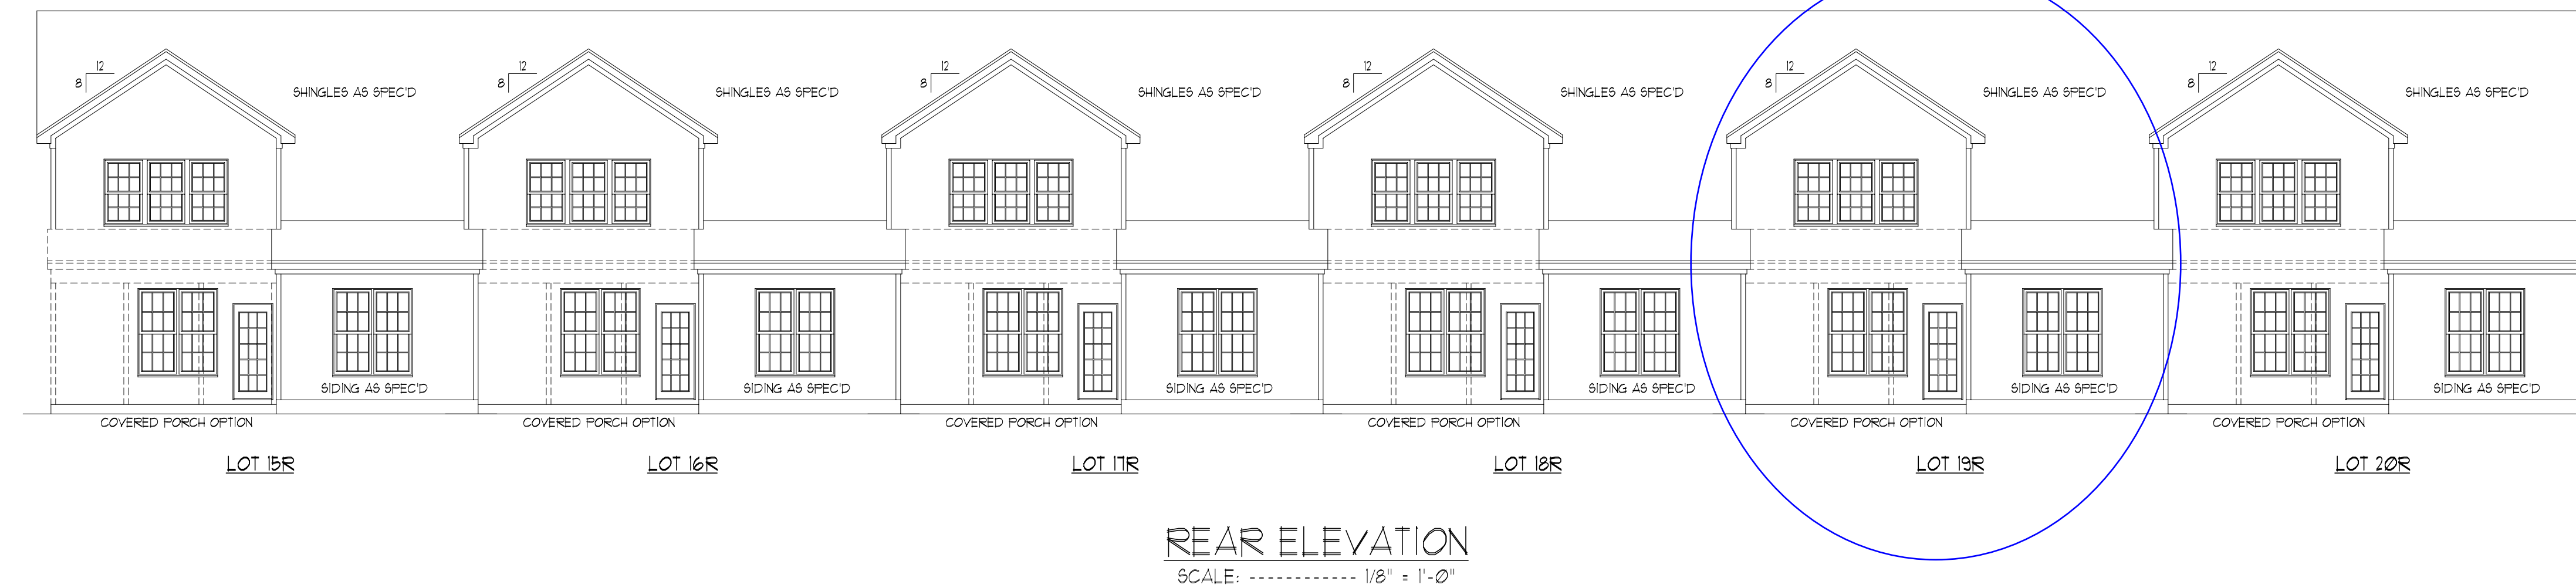 12
8
SHINGLES AS SPEC'D
12
8
SHINGLES AS SPEC'D
12
8
SHINGLES AS SPEC'D
12
8
SHINGLES AS SPEC'D
12
8
SHINGLES AS SPEC'D
12
8
SHINGLES AS SPEC'D
SIDING AS SPEC'D
SIDING AS SPEC'D
SIDING AS SPEC'D
SIDING AS SPEC'D
SIDING AS SPEC'D
SIDING AS SPEC'D
COVERED PORCH OPTION
COVERED PORCH OPTION
COVERED PORCH OPTION
COVERED PORCH OPTION
COVERED PORCH OPTION
COVERED PORCH OPTION
LOT 15R
LOT 16R
LOT 17R
LOT 18R
LOT 19R
LOT 20R
REAR ELEVATION
SCALE: ------------ 1/8" = 1'-0"